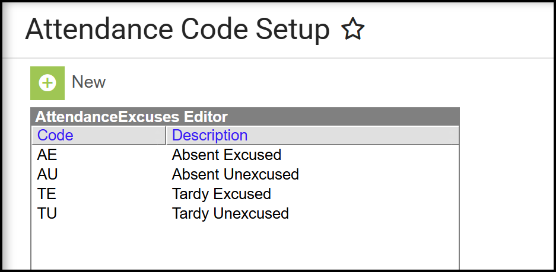 Attendance Code Setup
New
AttendanceExcuses Editor
Code Description
AE Absent Excused
AU Absent Unexcused
TE Tardy Excused
TU Tardy Unexcused